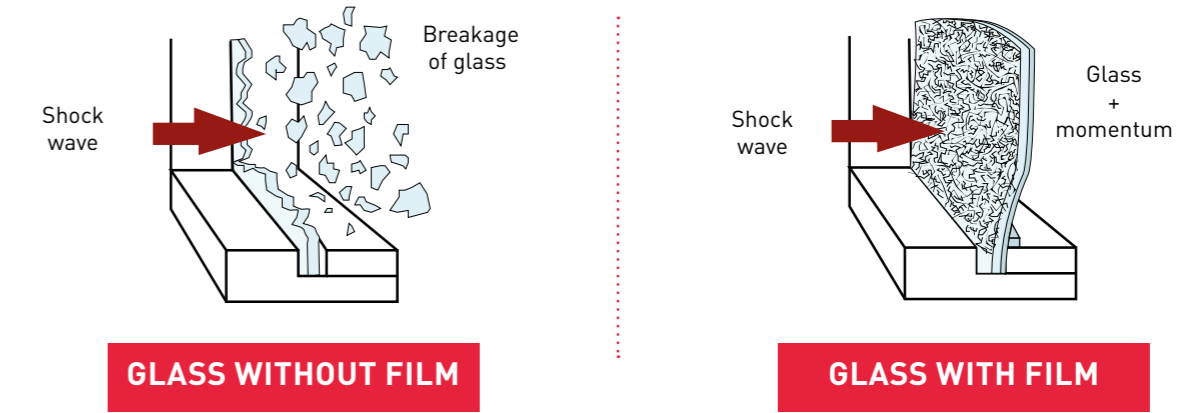 Breakage
of glass
Shock
wave
GLASS WITHOUT FILM
Glass
+
momentum
Shock
wave
GLASS WITH FILM